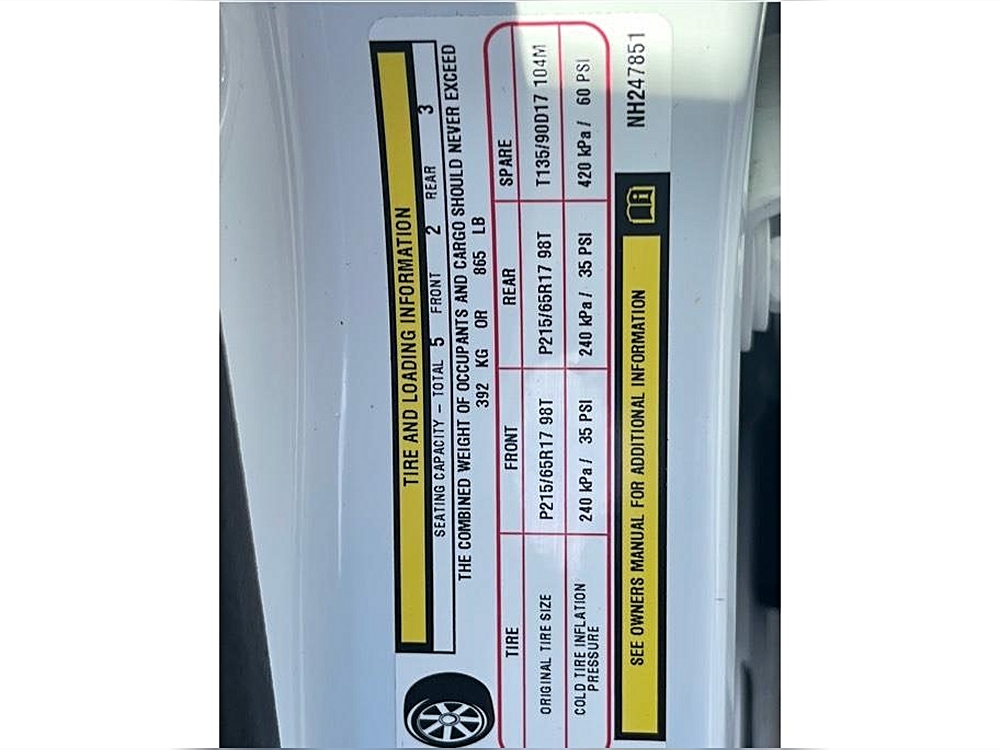 TIRE AND LOADING INFORMATION
SEATING CAPACITY – TOTAL 5 FRONT 2 REAR 3
THE COMBINED WEIGHT OF OCCUPANTS AND CARGO SHOULD NEVER EXCEED
392 KG OR 865 LB
TIRE FRONT REAR SPARE
ORIGINAL TIRE SIZE P215/65R17 98T P215/65R17 98T T135/90D17 104M
COLD TIRE INFLATION
PRESSURE 240 kPa / 35 PSI 240 kPa / 35 PSI 420 kPa / 60 PSI
SEE OWNERS MANUAL FOR ADDITIONAL INFORMATION
NH247851